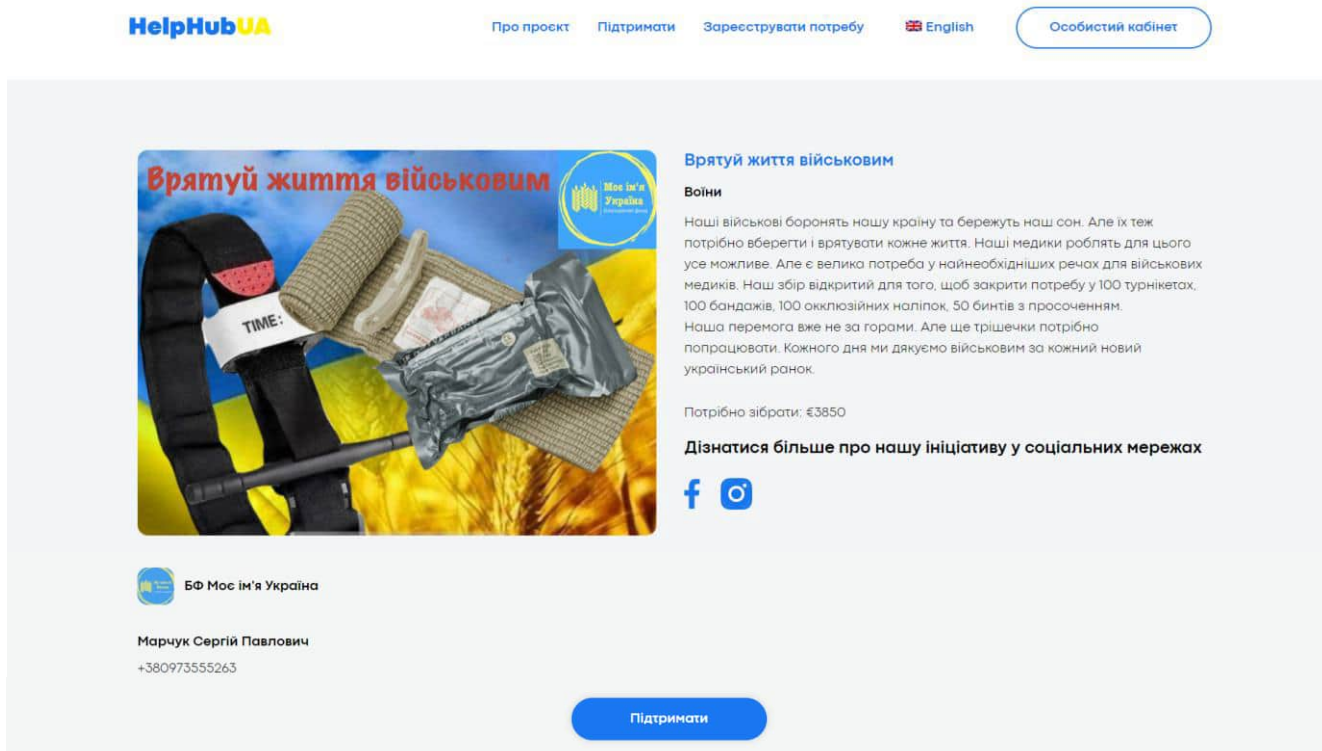 HelpHubUA
Про проєкт
Підтримати
Зареєструвати потребу
English
Особистий кабінет
Врятуй життя військовим
Моє ім'я
Україна
TIME:
Врятуй життя військовим
Воїни
Наші військові боронять нашу країну та бережуть наш сон. Але їх теж
потрібно вберегти і врятувати кожне життя. Наші медики роблять для цього
усе можливе. Але є велика потреба у найнеобхідніших речах для військових
медиків. Наш збір відкритий для того, щоб закрити потребу у 100 турнікетах,
100 бандажів, 100 окклюзійних наліпок, 50 бинтів з просоченням.
Наша перемога вже не за горами. Але ще трішечки потрібно
попрацювати. Кожного дня ми дякуємо військовим за кожний новий
український ранок.
Потрібно зібрати: €3850
Дізнатися більше про нашу ініціативу у соціальних мережах
БФ Моє ім'я Україна
Марчук Сергій Павлович
+380973555263
Підтримати